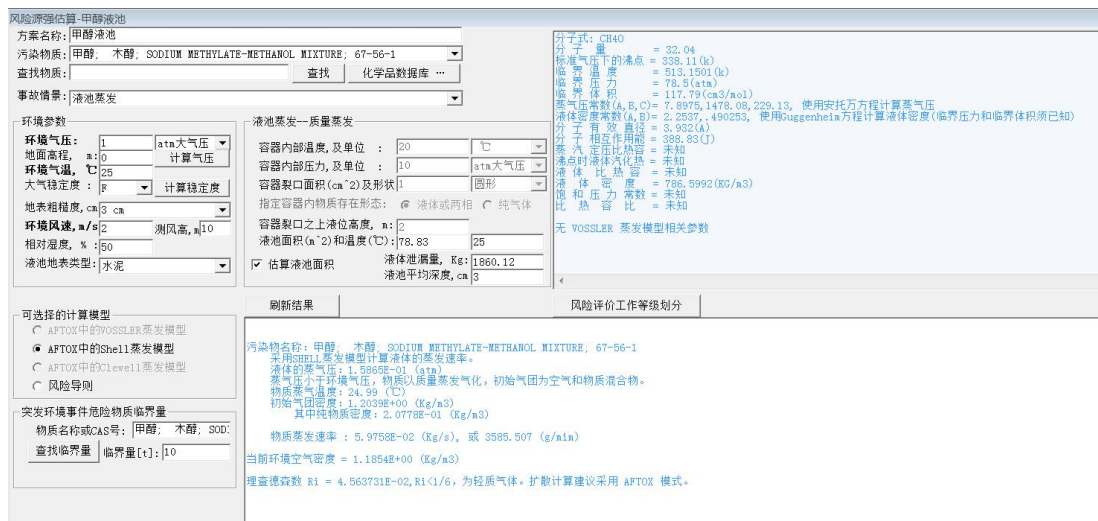 风险源强估算-甲醇液池
方案名称: 甲醇液池
污染物质: 甲醇; 木醇; SODIUM METHYLATE-METHANOL MIXTURE; 67-56-1
查找物质: 查找 化学品数据库 …
事故情景: 液池蒸发
环境参数
环境气压: 1 atm大气压
地面高程, m: 0 计算气压
环境气温, ℃ 25
大气稳定度 : F 计算稳定度
地表粗糙度, cm 3 cm
环境风速, m/s 2 测风高, m 10
相对湿度, % : 50
液池地表类型: 水泥
液池蒸发--质量蒸发
容器内部温度, 及单位 : 20 ℃
容器内部压力, 及单位 : 10 atm大气压
容器裂口面积(cm^2)及形状 1 圆形
指定容器内物质存在形态: 液体或两相 纯气体
容器裂口之上液位高度, m: 2
液池面积(m^2)和温度(℃): 78.83 25
估算液池面积 液体泄漏量, Kg: 1860.12
液池平均深度, cm 3
分子式: CH4O
分 子 量 = 32.04
标准气压下的沸点 = 338.11(k)
临 界 温 度 = 513.1501(k)
临 界 压 力 = 78.5(atm)
临 界 体 积 = 117.79(cm3/mol)
蒸气压常数(A,B,C)= 7.8975,1478.08,229.13, 使用安托万方程计算蒸气压
液体密度常数(A,B)= 2.2537,.490253, 使用Guggenheim方程计算液体密度(临界压力和临界体积须已知)
分 子 有 效 直径 = 3.932(A)
分 子 相互作用能 = 388.83(J)
蒸 汽 定压比热容 = 未知
沸点时液体汽化热 = 未知
液 体 比 热 容 = 未知
液 体 密 度 = 786.5992(KG/m3)
饱 和 压 力 常数 = 未知
比 热 容 比 = 未知
无 VOSSLER 蒸发模型相关参数
刷新结果 风险评价工作等级划分
可选择的计算模型
AFTOX中的VOSSLER蒸发模型
AFTOX中的Shell蒸发模型
AFTOX中的Clewell蒸发模型
风险导则
突发环境事件危险物质临界量
物质名称或CAS号: 甲醇; 木醇; SOD
查找临界量 临界量[t]: 10
污染物名称: 甲醇; 木醇; SODIUM METHYLATE-METHANOL MIXTURE; 67-56-1
采用SHELL蒸发模型计算液体的蒸发速率。
液体的蒸气压: 1.5865E-01 (atm)
蒸气压小于环境气压, 物质以质量蒸发气化, 初始气团为空气和物质混合物。
物质蒸气温度: 24.99 (℃)
初始气团密度: 1.2039E+00 (Kg/m3)
其中纯物质密度: 2.0778E-01 (Kg/m3)
物质蒸发速率 : 5.9758E-02 (Kg/s), 或 3585.507 (g/min)
当前环境空气密度 = 1.1854E+00 (Kg/m3)
理查德森数 Ri = 4.563731E-02, Ri<1/6, 为轻质气体。扩散计算建议采用 AFTOX 模式。